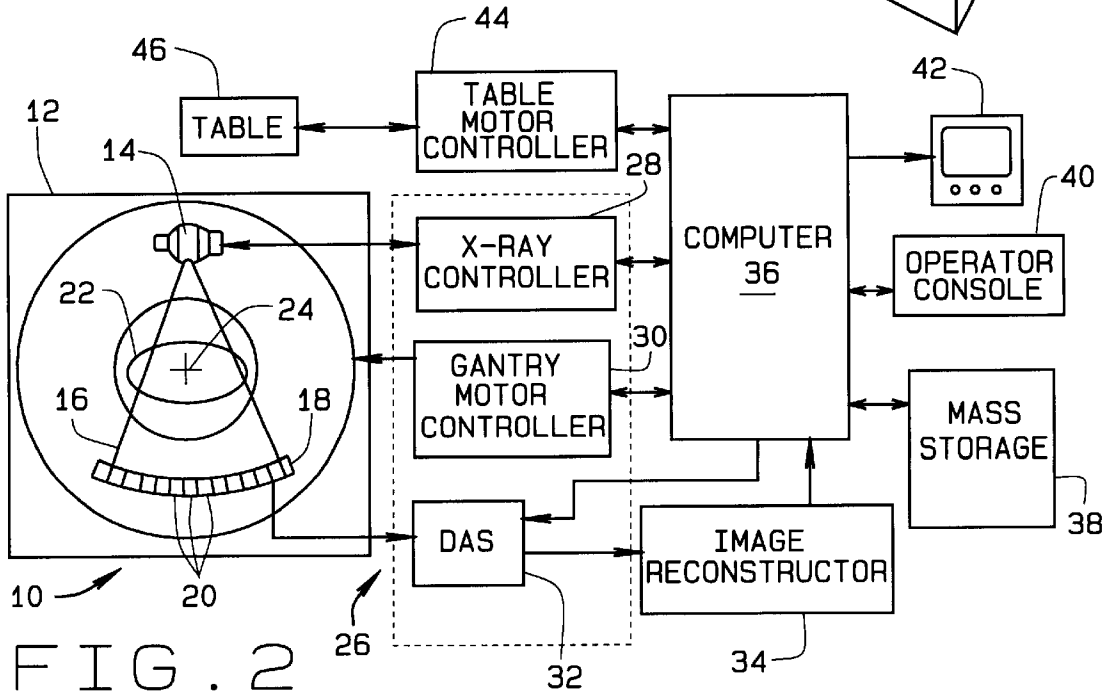 44
46
42
12
TABLE
TABLE
MOTOR
CONTROLLER
14
28
40
X-RAY
CONTROLLER
COMPUTER
36
OPERATOR
CONSOLE
22
24
30
GANTRY
MOTOR
CONTROLLER
16
18
MASS
STORAGE
38
DAS
IMAGE
RECONSTRUCTOR
10
20
26
32
34
FIG. 2